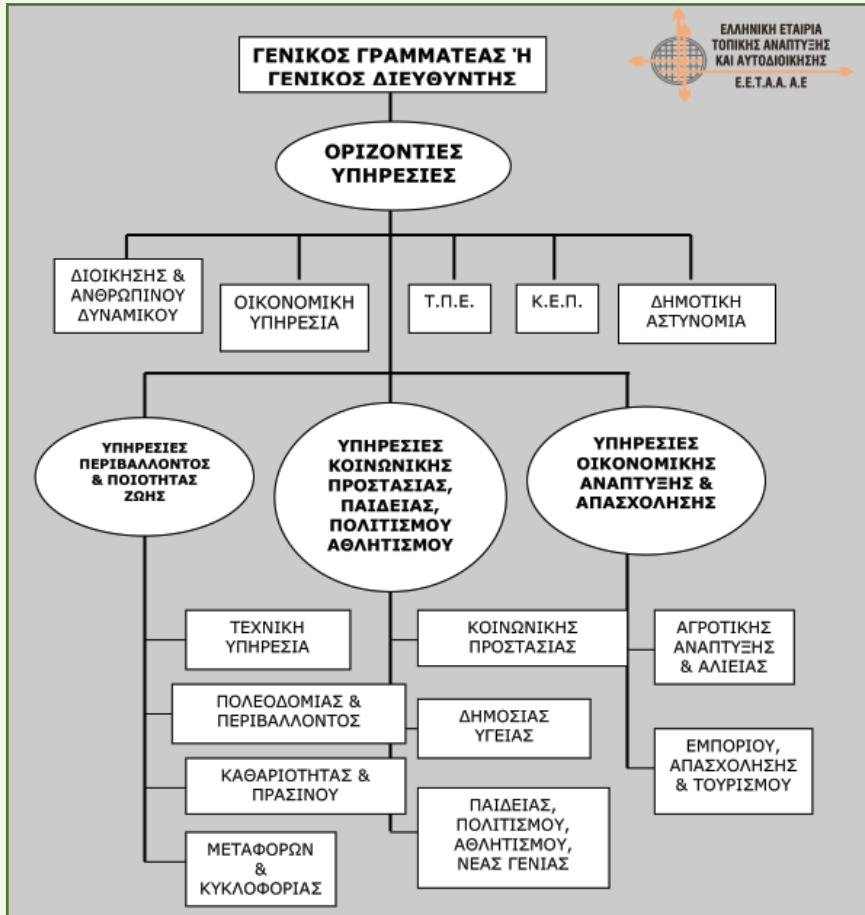 ΕΛΛΗΝΙΚΗ ΕΤΑΙΡΙΑ
ΤΟΠΙΚΗΣ ΑΝΑΠΤΥΞΗΣ
ΚΑΙ ΑΥΤΟΔΙΟΙΚΗΣΗΣ
Ε.Ε.Τ.Α.Α. Α.Ε
ΓΕΝΙΚΟΣ ΓΡΑΜΜΑΤΕΑΣ Ή
ΓΕΝΙΚΟΣ ΔΙΕΥΘΥΝΤΗΣ
ΟΡΙΖΟΝΤΙΕΣ
ΥΠΗΡΕΣΙΕΣ
ΔΙΟΙΚΗΣΗΣ &
ΑΝΘΡΩΠΙΝΟΥ
ΔΥΝΑΜΙΚΟΥ
ΟΙΚΟΝΟΜΙΚΗ
ΥΠΗΡΕΣΙΑ
Τ.Π.Ε.
Κ.Ε.Π.
ΔΗΜΟΤΙΚΗ
ΑΣΤΥΝΟΜΙΑ
ΥΠΗΡΕΣΙΕΣ
ΠΕΡΙΒΑΛΛΟΝΤΟΣ
& ΠΟΙΟΤΗΤΑΣ
ΖΩΗΣ
ΥΠΗΡΕΣΙΕΣ
ΚΟΙΝΩΝΙΚΗΣ
ΠΡΟΣΤΑΣΙΑΣ,
ΠΑΙΔΕΙΑΣ,
ΠΟΛΙΤΙΣΜΟΥ
ΑΘΛΗΤΙΣΜΟΥ
ΥΠΗΡΕΣΙΕΣ
ΟΙΚΟΝΟΜΙΚΗΣ
ΑΝΑΠΤΥΞΗΣ &
ΑΠΑΣΧΟΛΗΣΗΣ
ΤΕΧΝΙΚΗ
ΥΠΗΡΕΣΙΑ
ΠΟΛΕΟΔΟΜΙΑΣ &
ΠΕΡΙΒΑΛΛΟΝΤΟΣ
ΚΑΘΑΡΙΟΤΗΤΑΣ &
ΠΡΑΣΙΝΟΥ
ΜΕΤΑΦΟΡΩΝ
&
ΚΥΚΛΟΦΟΡΙΑΣ
ΚΟΙΝΩΝΙΚΗΣ
ΠΡΟΣΤΑΣΙΑΣ
ΔΗΜΟΣΙΑΣ
ΥΓΕΙΑΣ
ΠΑΙΔΕΙΑΣ,
ΠΟΛΙΤΙΣΜΟΥ,
ΑΘΛΗΤΙΣΜΟΥ,
ΝΕΑΣ ΓΕΝΙΑΣ
ΑΓΡΟΤΙΚΗΣ
ΑΝΑΠΤΥΞΗΣ
& ΑΛΙΕΙΑΣ
ΕΜΠΟΡΙΟΥ,
ΑΠΑΣΧΟΛΗΣΗΣ
& ΤΟΥΡΙΣΜΟΥ